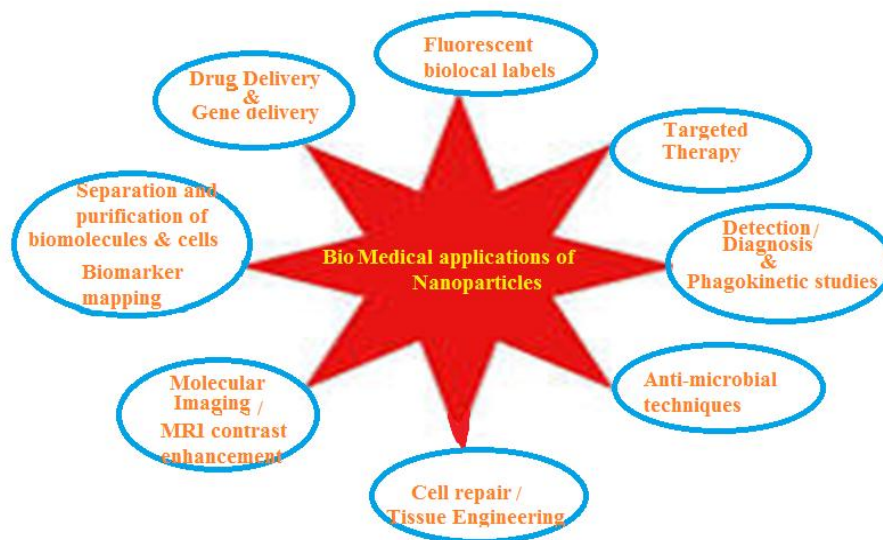 Fluorescent
biolocal labels
Drug Delivery
&
Gene delivery
Targeted
Therapy
Separation and
purification of
biomolecules & cells
Biomarker
mapping
Detection /
Diagnosis
&
Phagokinetic studies
Bio Medical applications of
Nanoparticles
Molecular
Imaging /
MRI contrast
enhancement
Anti-microbial
techniques
Cell repair /
Tissue Engineering